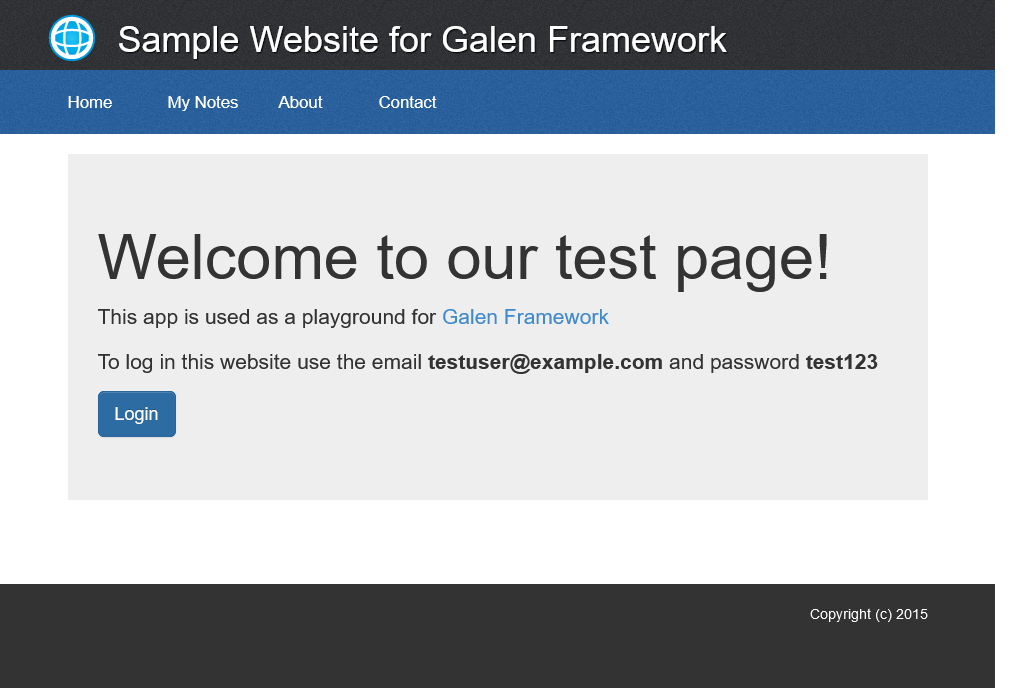 Sample Website for Galen Framework
Home My Notes About Contact
Welcome to our test page!
This app is used as a playground for Galen Framework
To log in this website use the email testuser@example.com and password test123
Login
Copyright (c) 2015